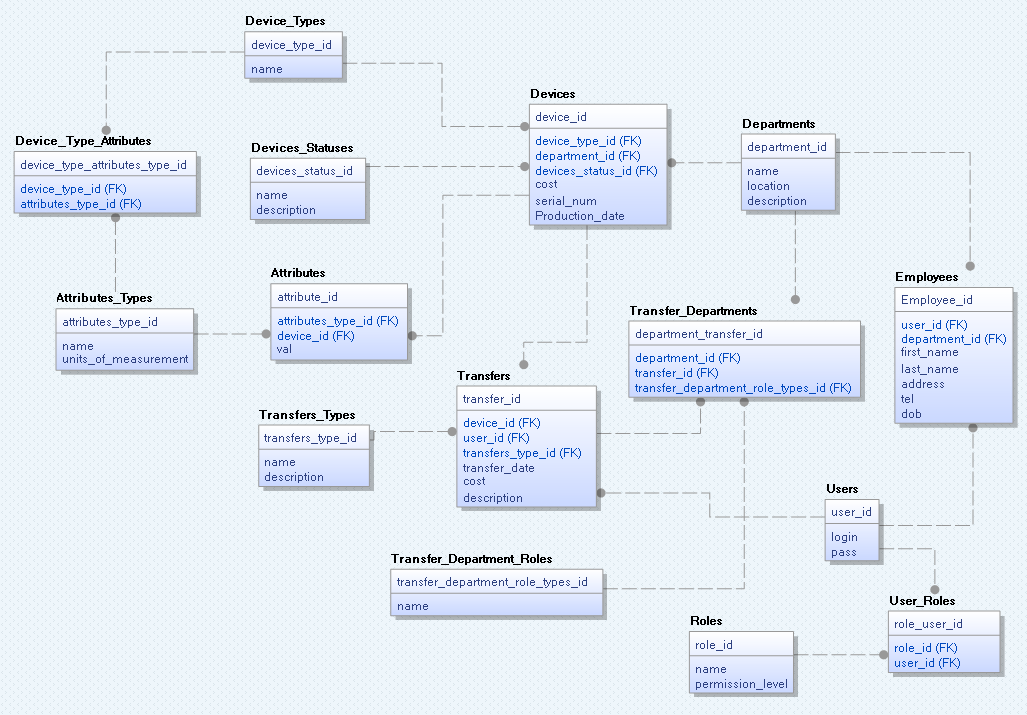 Device_Types
device_type_id
name
Devices
device_id
device_type_id (FK)
department_id (FK)
devices_status_id (FK)
cost
serial_num
Production_date
Departments
department_id
name
location
description
Device_Type_Attributes
device_type_attributes_type_id
device_type_id (FK)
attributes_type_id (FK)
Devices_Statuses
devices_status_id
name
description
Attributes
attribute_id
attributes_type_id (FK)
device_id (FK)
val
Employees
Employee_id
user_id (FK)
department_id (FK)
first_name
last_name
address
tel
dob
Attributes_Types
attributes_type_id
name
units_of_measurement
Transfer_Departments
department_transfer_id
department_id (FK)
transfer_id (FK)
transfer_department_role_types_id (FK)
Transfers
transfer_id
device_id (FK)
user_id (FK)
transfers_type_id (FK)
transfer_date
cost
description
Transfers_Types
transfers_type_id
name
description
Users
user_id
login
pass
Transfer_Department_Roles
transfer_department_role_types_id
name
User_Roles
role_user_id
role_id (FK)
user_id (FK)
Roles
role_id
name
permission_level